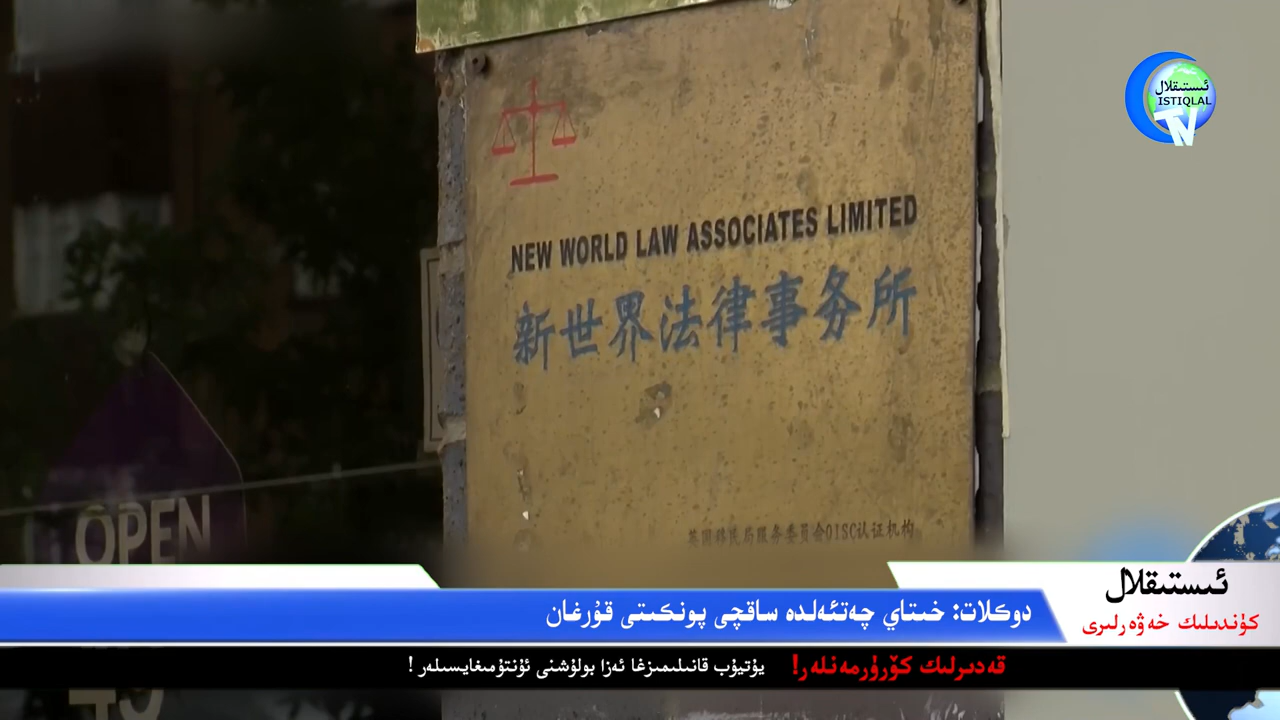 ئىستىقلال
ISTIQLAL
TV
NEW WORLD LAW ASSOCIATES LIMITED
新世界法律事务所
英国移民局服务委员会OISC认证机构
OPEN
ئىستىقلال
كۈندىلىك خەۋەرلىرى
دوكلات: خىتاي چەتئەلدە ساقچى پونكىتى قۇرغان
قەدىرلىك كۆرۈرمەنلەر! يۇتيۇب قانىلىمىزغا ئەزا بولۇشنى ئۇنتۇمىغايسىلەر !